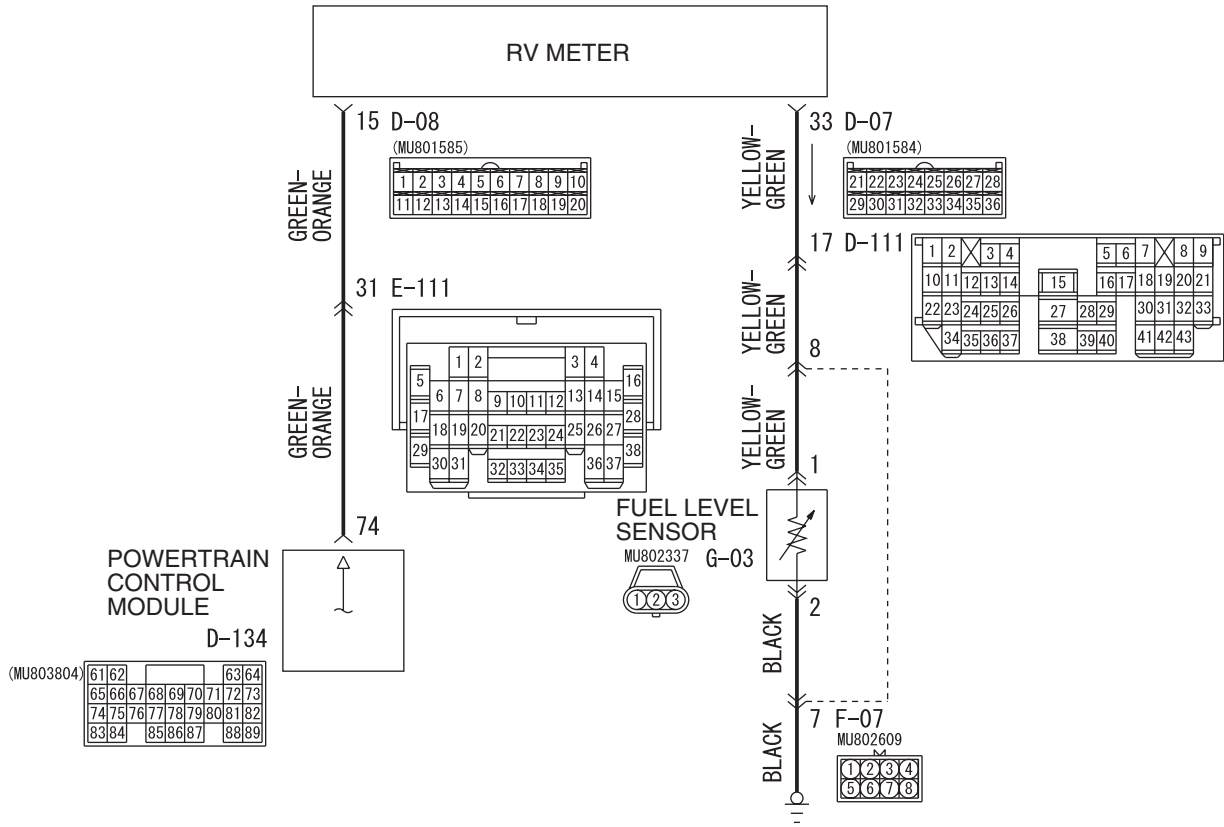 RV METER
15 D-08
(MU801585)
1 2 3 4 5 6 7 8 9 10
11 12 13 14 15 16 17 18 19 20
GREEN-
ORANGE
33 D-07
(MU801584)
21 22 23 24 25 26 27 28
29 30 31 32 33 34 35 36
YELLOW-
GREEN
17 D-111
1 2 3 4 5 6 7 8 9
10 11 12 13 14 15 16 17 18 19 20 21
22 23 24 25 26 27 28 29 30 31 32 33
34 35 36 37 38 39 40 41 42 43
31 E-111
1 2 3 4
5 6 7 8 9 10 11 12 13 14 15 16
17 18 19 20 21 22 23 24 25 26 27 28
29 30 31 32 33 34 35 36 37 38
GREEN-
ORANGE
YELLOW-
GREEN
8
YELLOW-
GREEN
1
FUEL LEVEL
SENSOR
MU802337 G-03
1 2 3
2
BLACK
74
POWERTRAIN
CONTROL
MODULE
D-134
(MU803804)
61 62 63 64
65 66 67 68 69 70 71 72 73
74 75 76 77 78 79 80 81 82
83 84 85 86 87 88 89
7 F-07
MU802609
1 2 3 4
5 6 7 8
BLACK